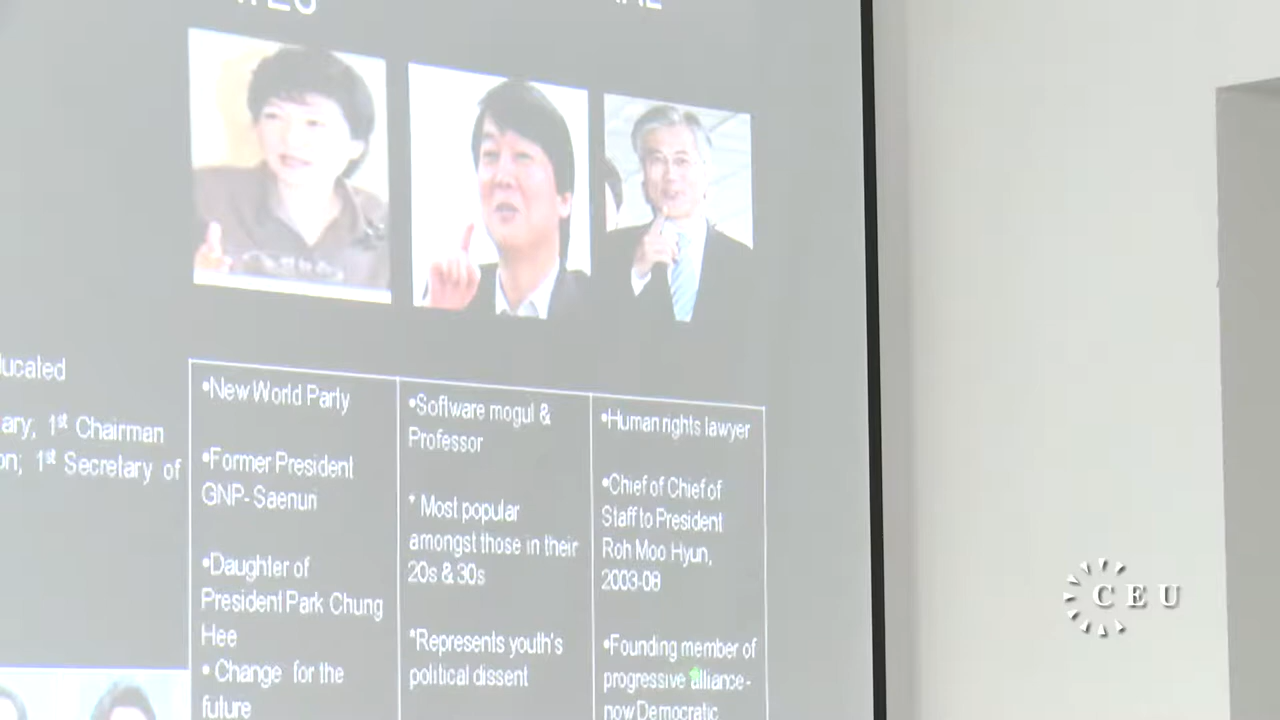 ducated
ary; 1st Chairman
on; 1st Secretary of
•New World Party
•Former President
GNP-Saenuri
•Daughter of
President Park Chung
Hee
• Change for the
future
•Software mogul &
Professor
* Most popular
amongst those in their
20s & 30s
*Represents youth's
political dissent
•Human rights lawyer
•Chief of Chief of
Staff to President
Roh Moo Hyun,
2003-08
•Founding member of
progressive alliance-
now Democratic
CEU